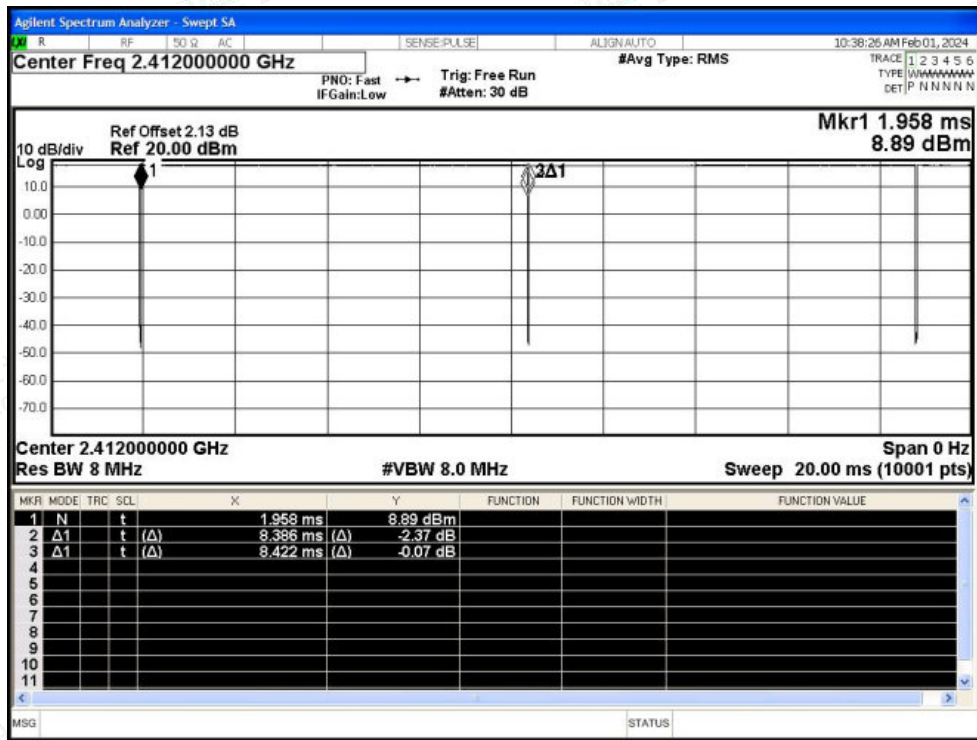 Agilent Spectrum Analyzer - Swept SA
LXI R RF 50 Ω AC SENSE:PULSE ALIGNAUTO 10:38:26 AM Feb 01, 2024
Center Freq 2.412000000 GHz #Avg Type: RMS TRACE 1 2 3 4 5 6
PNO: Fast Trig: Free Run TYPE WWWWWW
IFGain:Low #Atten: 30 dB DET P N N N N N
Mkr1 1.958 ms
Ref Offset 2.13 dB
10 dB/div Ref 20.00 dBm 8.89 dBm
Log
1 3Δ1
10.0
0.00
-10.0
-20.0
-30.0
-40.0
-50.0
-60.0
-70.0
Center 2.412000000 GHz Span 0 Hz
Res BW 8 MHz #VBW 8.0 MHz Sweep 20.00 ms (10001 pts)
MKR MODE TRC SCL X Y FUNCTION FUNCTION WIDTH FUNCTION VALUE
1 N t 1.958 ms 8.89 dBm
2 Δ1 t (Δ) 8.386 ms (Δ) -2.37 dB
3 Δ1 t (Δ) 8.422 ms (Δ) -0.07 dB
4
5
6
7
8
9
10
11
MSG STATUS